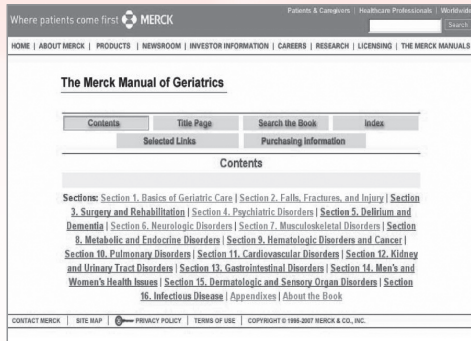 Patients & Caregivers | Healthcare Professionals | Worldwide
Where patients come first MERCK
Search
HOME | ABOUT MERCK | PRODUCTS | NEWSROOM | INVESTOR INFORMATION | CAREERS | RESEARCH | LICENSING | THE MERCK MANUALS
The Merck Manual of Geriatrics
Contents Title Page Search the Book Index
Selected Links Purchasing Information
Contents
Sections: Section 1. Basics of Geriatric Care | Section 2. Falls, Fractures, and Injury | Section
3. Surgery and Rehabilitation | Section 4. Psychiatric Disorders | Section 5. Delirium and
Dementia | Section 6. Neurologic Disorders | Section 7. Musculoskeletal Disorders | Section
8. Metabolic and Endocrine Disorders | Section 9. Hematologic Disorders and Cancer |
Section 10. Pulmonary Disorders | Section 11. Cardiovascular Disorders | Section 12. Kidney
and Urinary Tract Disorders | Section 13. Gastrointestinal Disorders | Section 14. Men's and
Women's Health Issues | Section 15. Dermatologic and Sensory Organ Disorders | Section
16. Infectious Disease | Appendixes | About the Book
CONTACT MERCK | SITE MAP | PRIVACY POLICY | TERMS OF USE | COPYRIGHT © 1995-2007 MERCK & CO., INC.